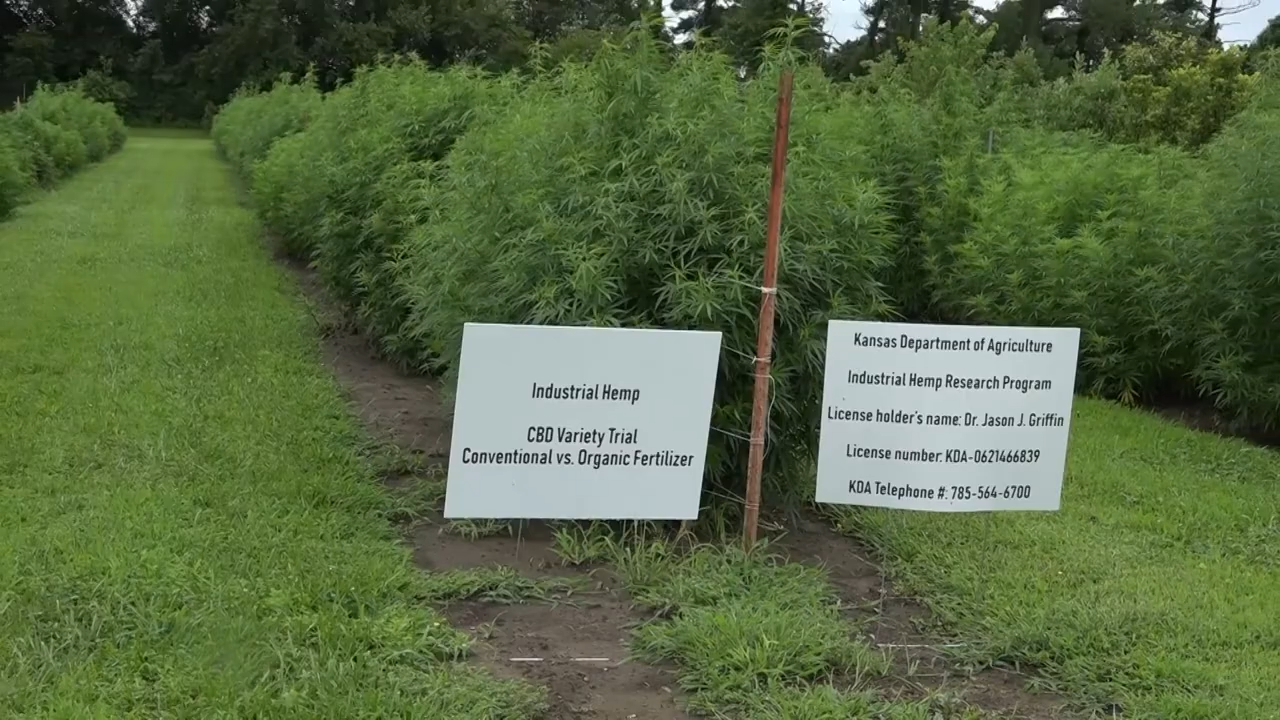 Industrial Hemp
CBD Variety Trial
Conventional vs. Organic Fertilizer
Kansas Department of Agriculture
Industrial Hemp Research Program
License holder's name: Dr. Jason J. Griffin
License number: KDA-0621466839
KDA Telephone #: 785-564-6700